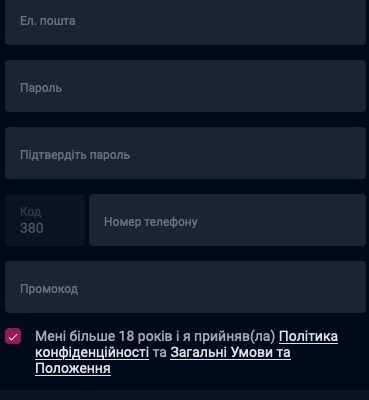 Ел. пошта
Пароль
Підтвердіть пароль
Код
380
Номер телефону
Промокод
Мені більше 18 років і я прийняв(ла) Політика
конфіденційності та Загальні Умови та
Положення